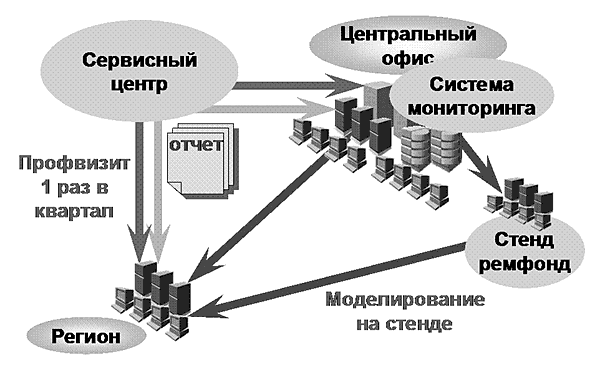 Сервисный
центр
Центральный
офис
Система
мониторинга
отчет
Профвизит
1 раз в
квартал
Стенд
ремфонд
Моделирование
на стенде
Регион